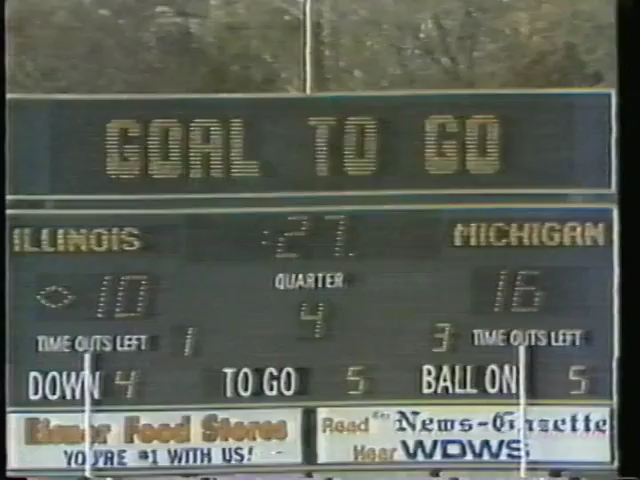 GOAL TO GO
ILLINOIS :27 MICHIGAN
10 QUARTER 16
4
TIME OUTS LEFT 1 3 TIME OUTS LEFT
DOWN 4 TO GO 5 BALL ON 5
Eisner Food Stores
YOU'RE #1 WITH US!
Read The News-Gazette
Hear WDWS